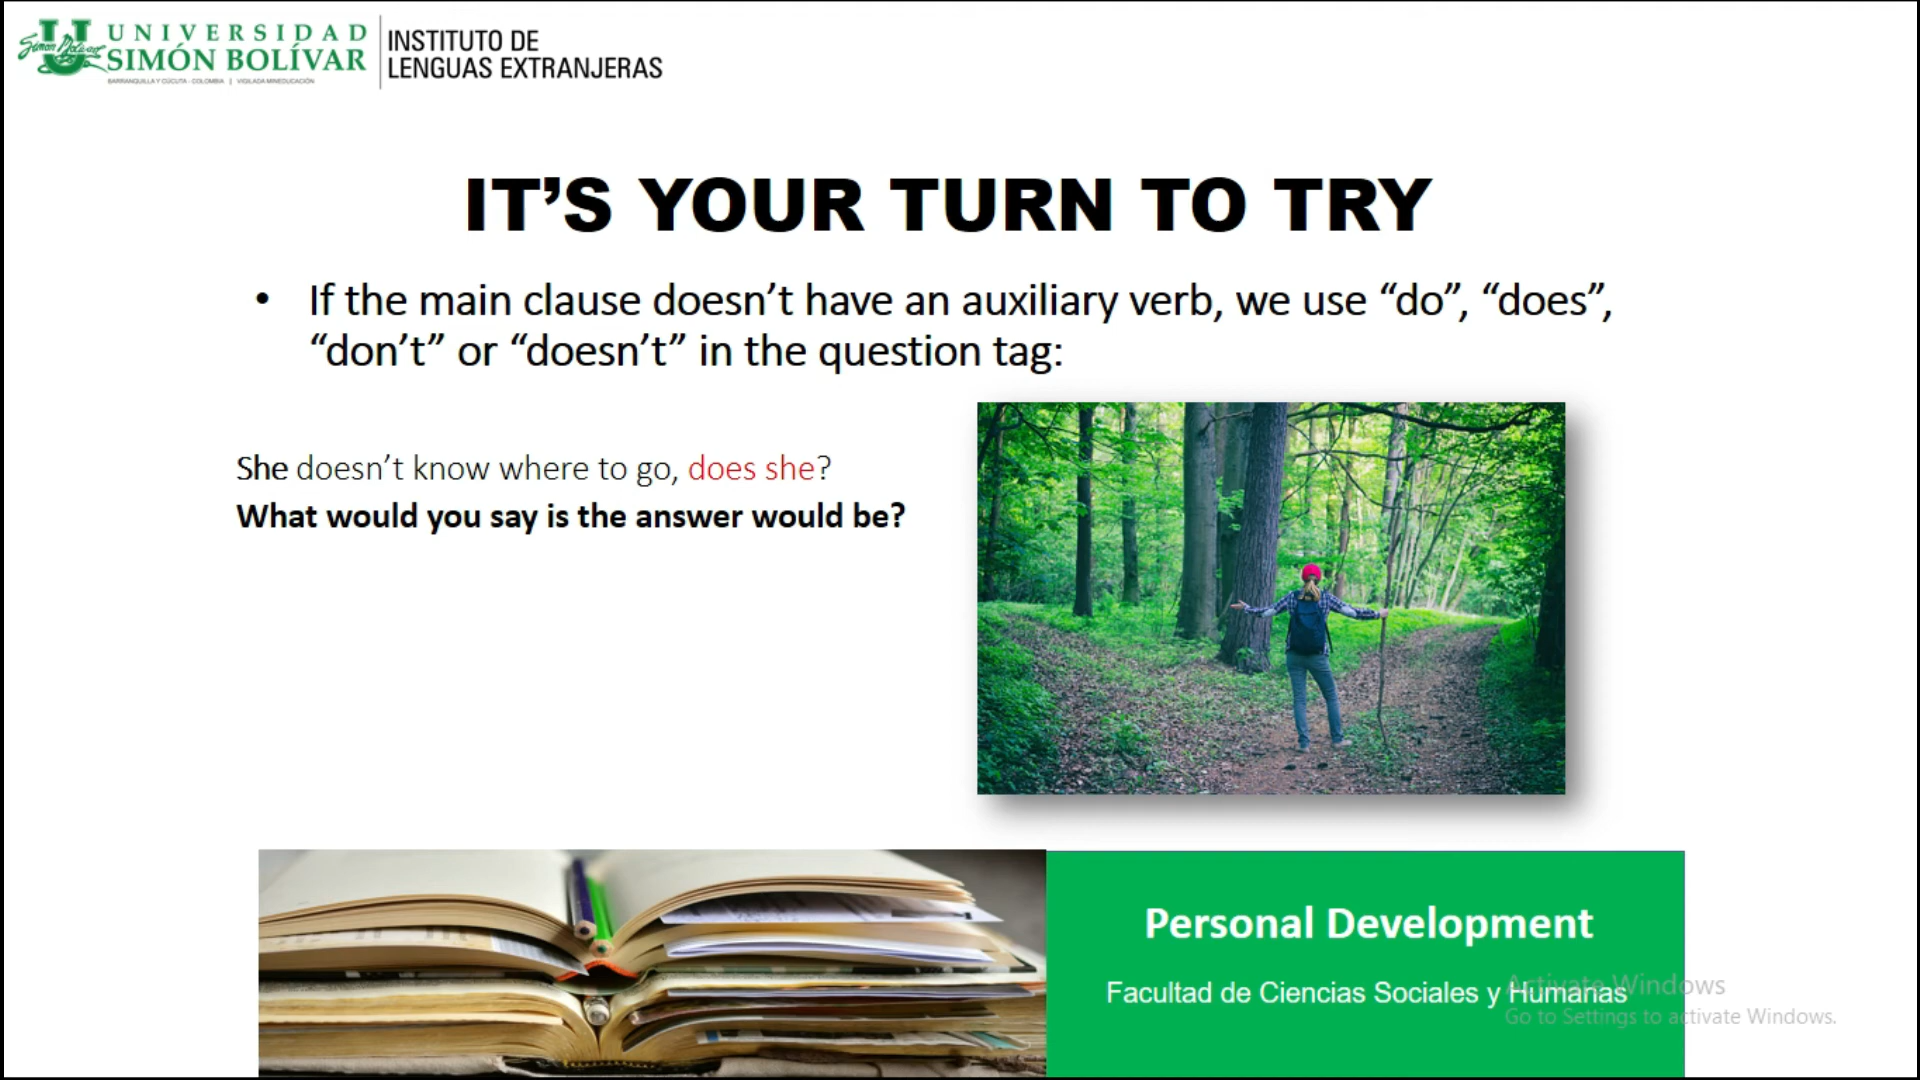 UNIVERSIDAD
SIMÓN BOLÍVAR
BARRANQUILLA Y CÚCUTA - COLOMBIA | VIGILADA MINEDUCACIÓN
INSTITUTO DE
LENGUAS EXTRANJERAS
IT’S YOUR TURN TO TRY
• If the main clause doesn’t have an auxiliary verb, we use “do”, “does”,
“don’t” or “doesn’t” in the question tag:
She doesn’t know where to go, does she?
What would you say is the answer would be?
Personal Development
Facultad de Ciencias Sociales y Humanas
Activate Windows
Go to Settings to activate Windows.